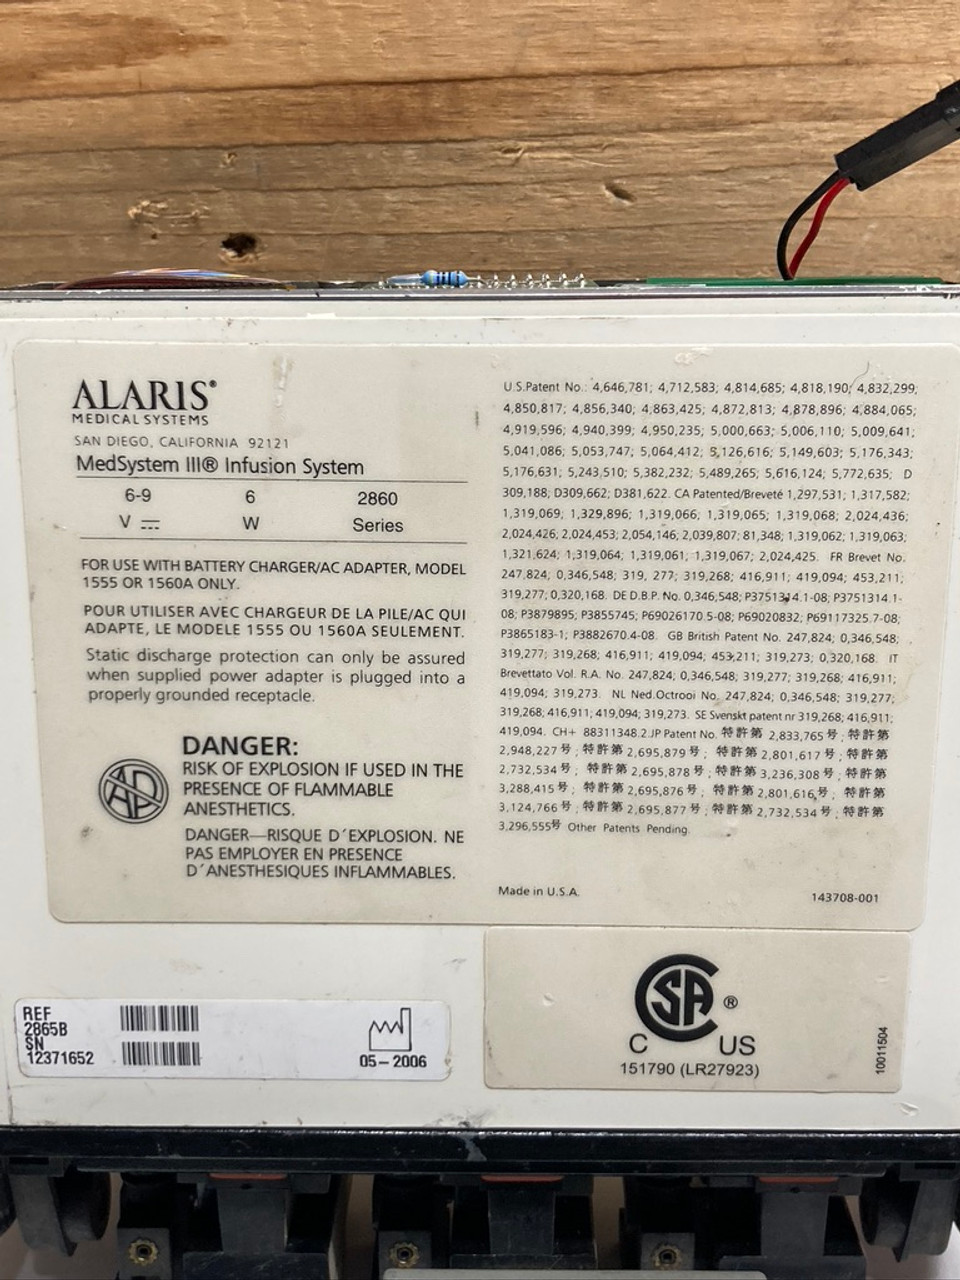 ALARIS®
MEDICAL SYSTEMS
SAN DIEGO, CALIFORNIA 92121
MedSystem III® Infusion System
6-9 6 2860
V W Series
FOR USE WITH BATTERY CHARGER/AC ADAPTER, MODEL
1555 OR 1560A ONLY.
POUR UTILISER AVEC CHARGEUR DE LA PILE/AC QUI
ADAPTE, LE MODELE 1555 OU 1560A SEULEMENT.
Static discharge protection can only be assured
when supplied power adapter is plugged into a
properly grounded receptacle.
AP
DANGER:
RISK OF EXPLOSION IF USED IN THE
PRESENCE OF FLAMMABLE
ANESTHETICS.
DANGER—RISQUE D´EXPLOSION. NE
PAS EMPLOYER EN PRESENCE
D´ANESTHESIQUES INFLAMMABLES.
U.S.Patent No.: 4,646,781; 4,712,583; 4,814,685; 4,818,190; 4,832,299,
4,850,817; 4,856,340; 4,863,425; 4,872,813; 4,878,896; 4,884,065;
4,919,596; 4,940,399; 4,950,235; 5,000,663; 5,006,110; 5,009,641;
5,041,086; 5,053,747; 5,064,412; 5,126,616; 5,149,603; 5,176,343;
5,176,631; 5,243,510; 5,382,232; 5,489,265; 5,616,124; 5,772,635; D
309,188; D309,662; D381,622. CA Patented/Breveté 1,297,531; 1,317,582;
1,319,069; 1,329,896; 1,319,066; 1,319,065; 1,319,068; 2,024,436;
2,024,426; 2,024,453; 2,054,146; 2,039,807; 81,348; 1,319,062; 1,319,063;
1,321,624; 1,319,064; 1,319,061; 1,319,067; 2,024,425. FR Brevet No.
247,824; 0,346,548; 319, 277; 319,268; 416,911; 419,094; 453,211;
319,277; 0,320,168. DE D.B.P. No. 0,346,548; P3751314.1-08; P3751314.1-
08; P3879895; P3855745; P69026170.5-08; P69020832; P69117325.7-08;
P3865183-1; P3882670.4-08. GB British Patent No. 247,824; 0,346,548;
319,277; 319,268; 416,911; 419,094; 453,211; 319,273; 0,320,168. IT
Brevettato Vol. R.A. No. 247,824; 0,346,548; 319,277; 319,268; 416,911;
419,094; 319,273. NL Ned.Octrooi No. 247,824; 0,346,548; 319,277;
319,268; 416,911; 419,094; 319,273. SE Svenskt patent nr 319,268; 416,911;
419,094. CH+ 88311348.2.JP Patent No. 特許第 2,833,765号; 特許第
2,948,227号; 特許第2,695,879号; 特許第2,801,617号; 特許第
2,732,534号; 特許第2,695,878号; 特許第3,236,308号; 特許第
3,288,415号; 特許第2,695,876号; 特許第2,801,616号; 特許第
3,124,766号; 特許第2,695,877号; 特許第2,732,534号; 特許第
3,296,555号 Other Patents Pending.
Made in U.S.A. 143708-001
REF
2865B
SN
12371652
05-2006
CSA®
C US
151790 (LR27923)
10011504